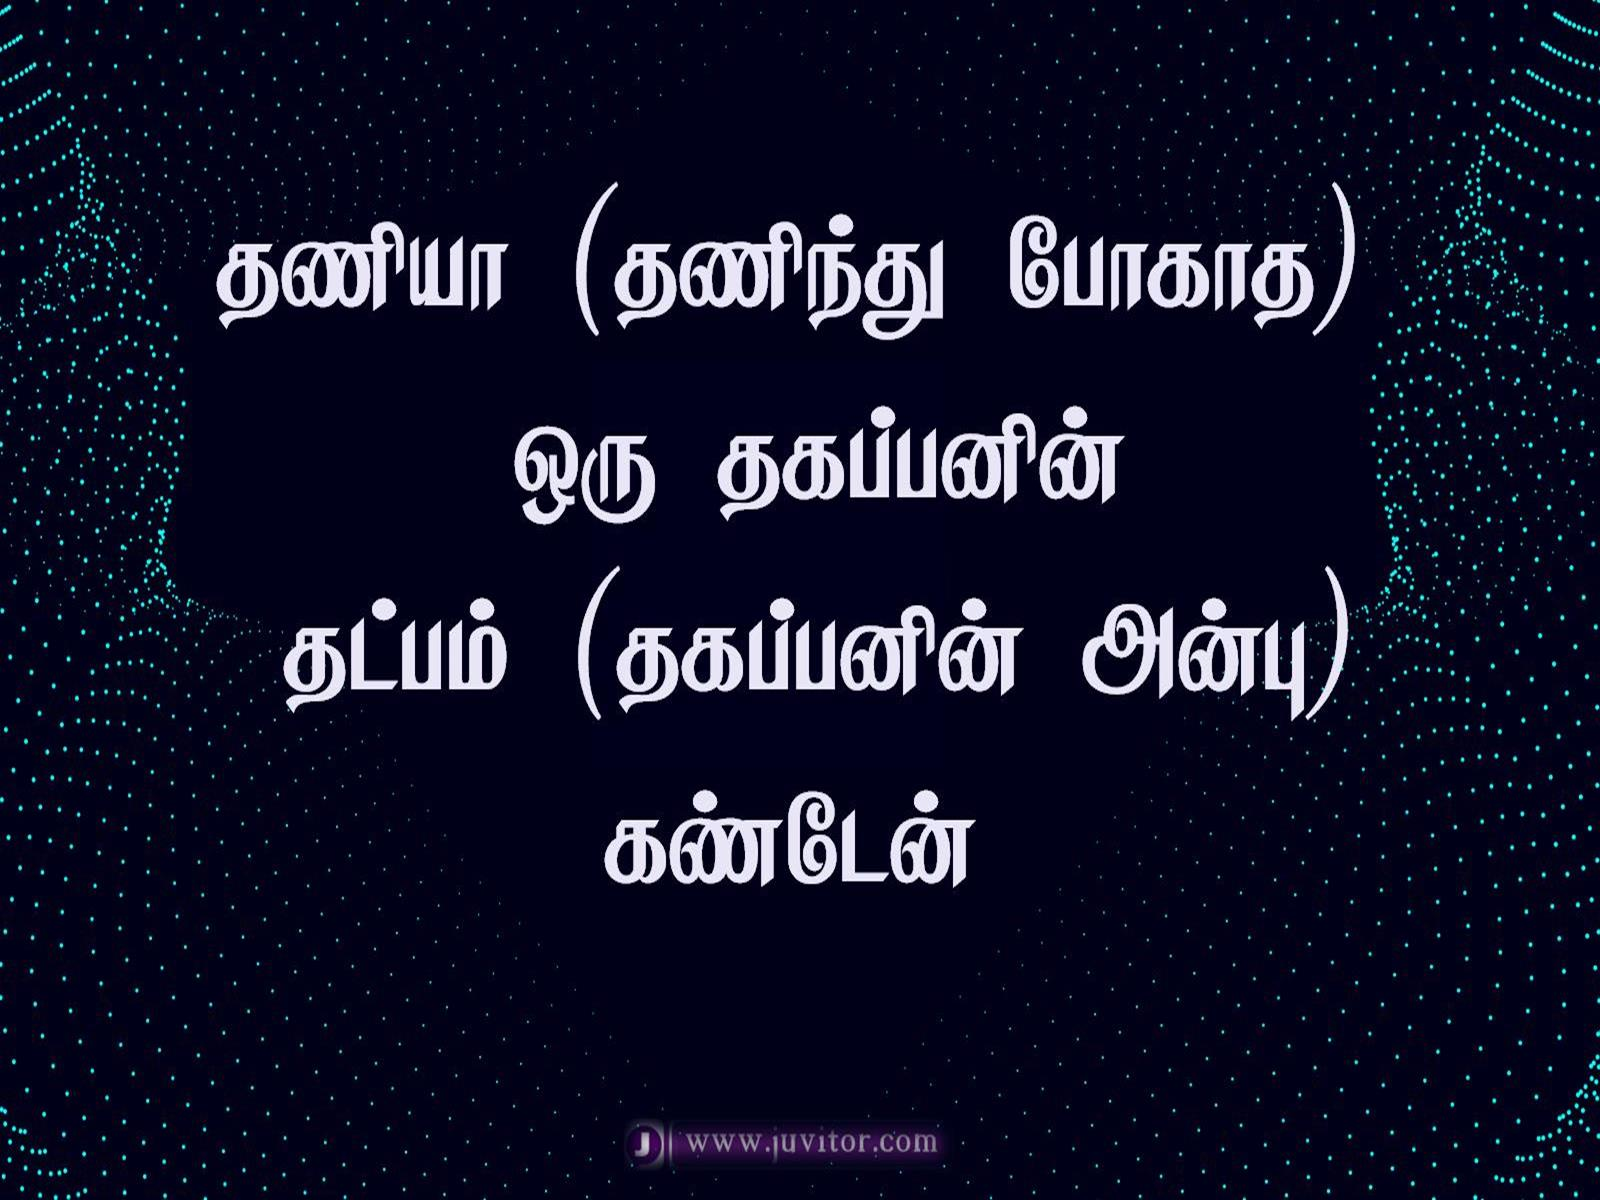 தணியா (தணிந்து போகாத)
ஒரு தகப்பனின்
தட்பம் (தகப்பனின் அன்பு)
கண்டேன்
J www.juvitor.com